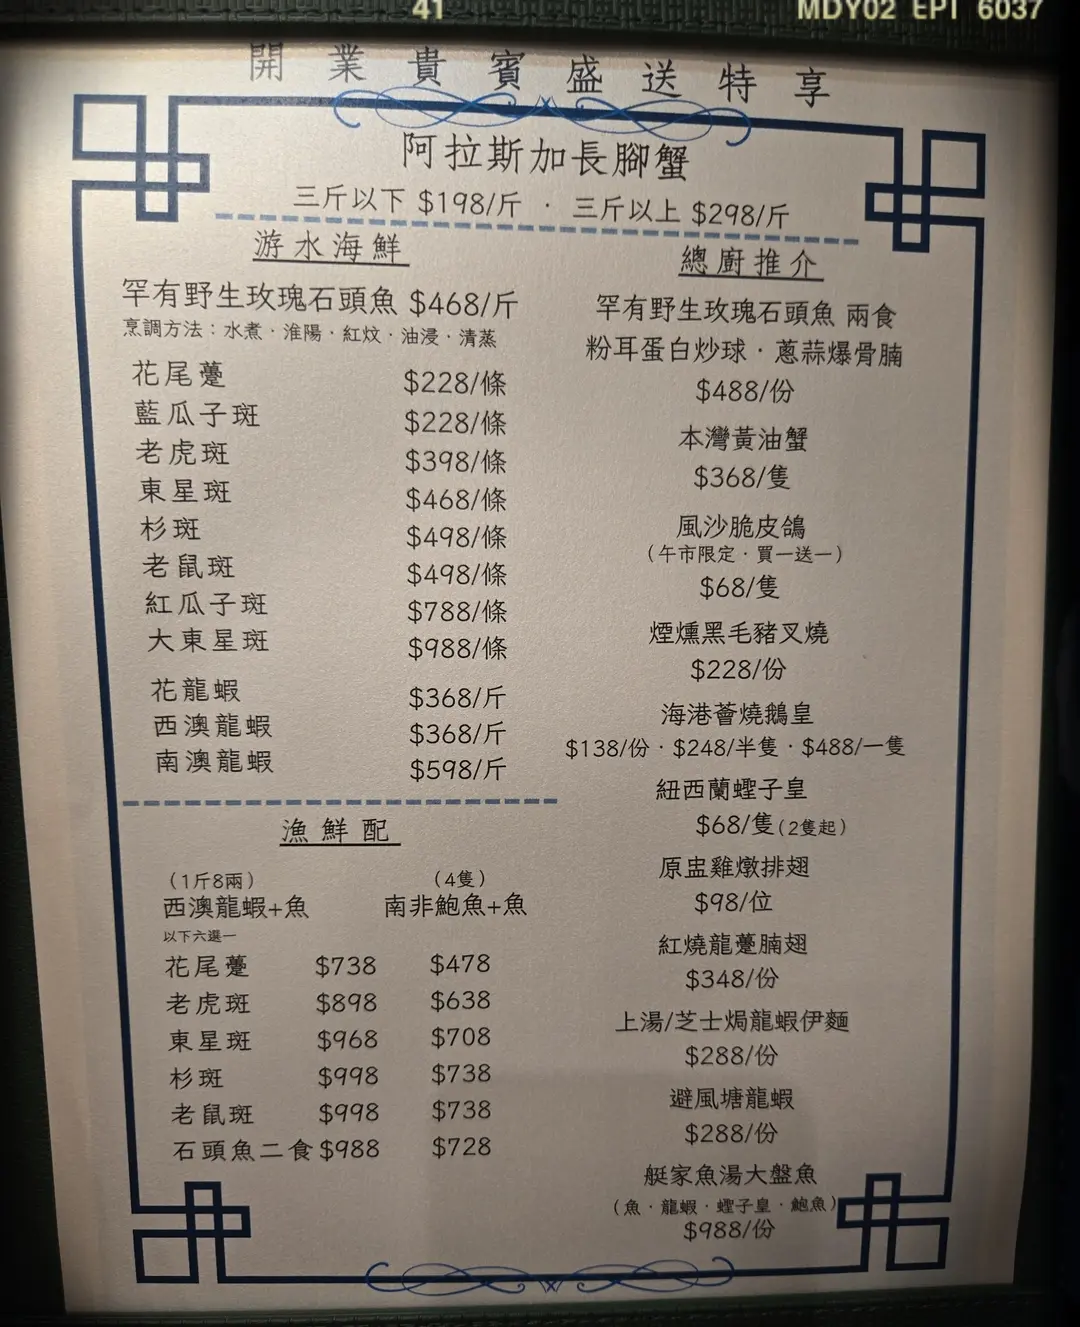 41
MDY02 EPI 6037
開業貴賓盛送特享
阿拉斯加長腳蟹
三斤以下 $198/斤 · 三斤以上 $298/斤
游水海鮮
罕有野生玫瑰石頭魚 $468/斤
烹調方法：水煮·淮陽·紅炆·油浸·清蒸
花尾躉 $228/條
藍瓜子斑 $228/條
老虎斑 $398/條
東星斑 $468/條
杉斑 $498/條
老鼠斑 $498/條
紅瓜子斑 $788/條
大東星斑 $988/條
花龍蝦 $368/斤
西澳龍蝦 $368/斤
南澳龍蝦 $598/斤
漁鮮配
（1斤8兩） （4隻）
西澳龍蝦+魚 南非鮑魚+魚
以下六選一
花尾躉 $738 $478
老虎斑 $898 $638
東星斑 $968 $708
杉斑 $998 $738
老鼠斑 $998 $738
石頭魚二食 $988 $728
總廚推介
罕有野生玫瑰石頭魚 兩食
粉耳蛋白炒球·蔥蒜爆骨腩
$488/份
本灣黃油蟹
$368/隻
風沙脆皮鴿
（午市限定·買一送一）
$68/隻
煙燻黑毛豬叉燒
$228/份
海港薈燒鵝皇
$138/份·$248/半隻·$488/一隻
紐西蘭蟶子皇
$68/隻（2隻起）
原盅雞燉排翅
$98/位
紅燒龍躉腩翅
$348/份
上湯/芝士焗龍蝦伊麵
$288/份
避風塘龍蝦
$288/份
艇家魚湯大盤魚
（魚·龍蝦·蟶子皇·鮑魚）
$988/份